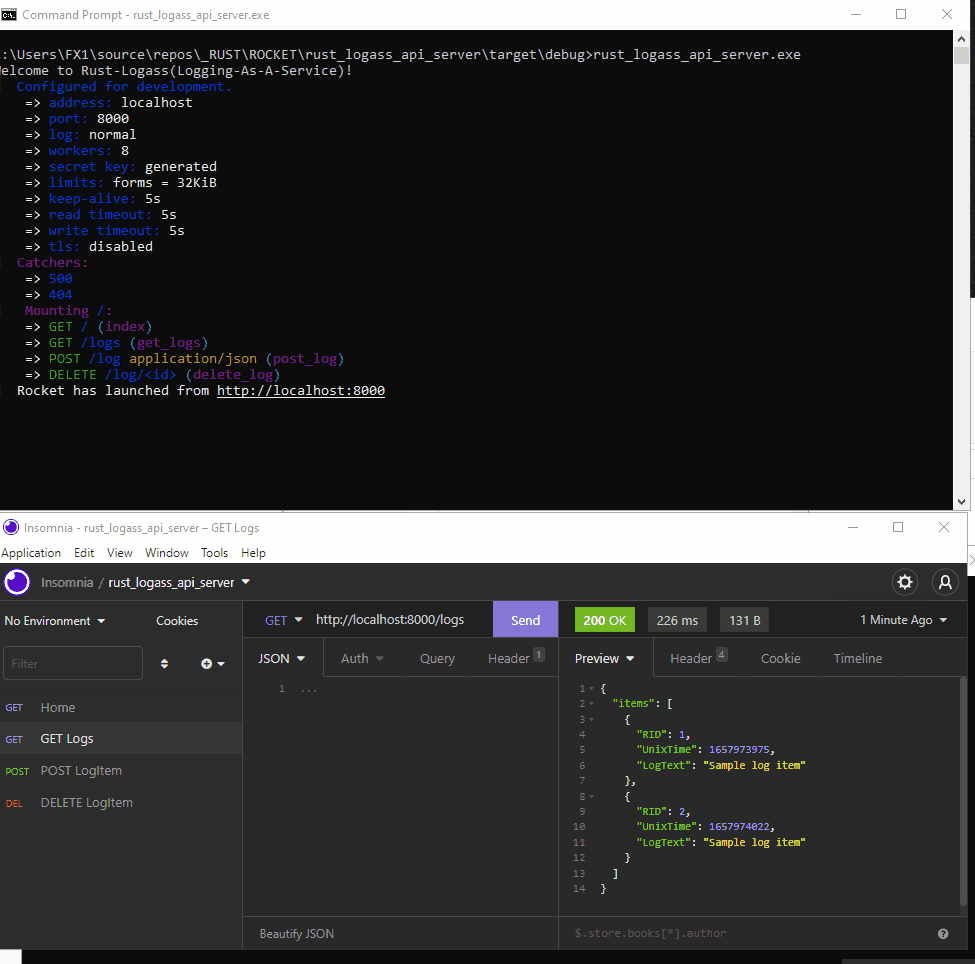 Command Prompt - rust_logass_api_server.exe
:\Users\FX1\source\repos\_RUST\ROCKET\rust_logass_api_server\target\debug>rust_logass_api_server.exe
elcome to Rust-Logass(Logging-As-A-Service)!
Configured for development.
=> address: localhost
=> port: 8000
=> log: normal
=> workers: 8
=> secret key: generated
=> limits: forms = 32KiB
=> keep-alive: 5s
=> read timeout: 5s
=> write timeout: 5s
=> tls: disabled
Catchers:
=> 500
=> 404
Mounting /:
=> GET / (index)
=> GET /logs (get_logs)
=> POST /log application/json (post_log)
=> DELETE /log/<id> (delete_log)
Rocket has launched from http://localhost:8000
Insomnia - rust_logass_api_server – GET Logs
Application Edit View Window Tools Help
Insomnia / rust_logass_api_server
No Environment Cookies
Filter
GET Home
GET GET Logs
POST POST LogItem
DEL DELETE LogItem
GET http://localhost:8000/logs Send
JSON Auth Query Header 1
1 ...
Beautify JSON
200 OK 226 ms 131 B 1 Minute Ago
Preview Header 4 Cookie Timeline
1 {
2 "items": [
3 {
4 "RID": 1,
5 "UnixTime": 1657973975,
6 "LogText": "Sample log item"
7 },
8 {
9 "RID": 2,
10 "UnixTime": 1657974022,
11 "LogText": "Sample log item"
12 }
13 ]
14 }
$.store.books[*].author